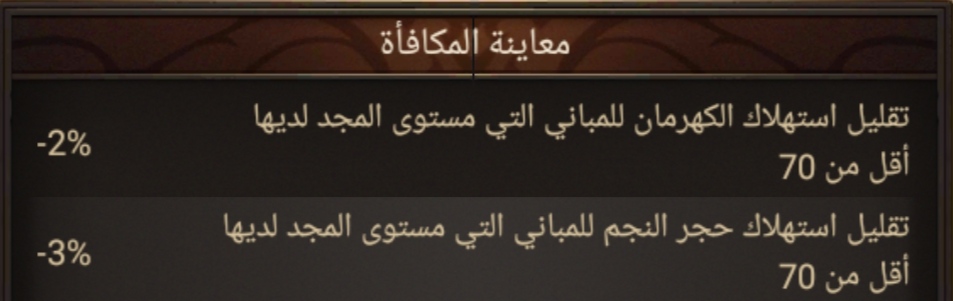 معاينة المكافأة
تقليل استهلاك الكهرمان للمباني التي مستوى المجد لديها
أقل من 70
-2%
تقليل استهلاك حجر النجم للمباني التي مستوى المجد لديها
أقل من 70
-3%